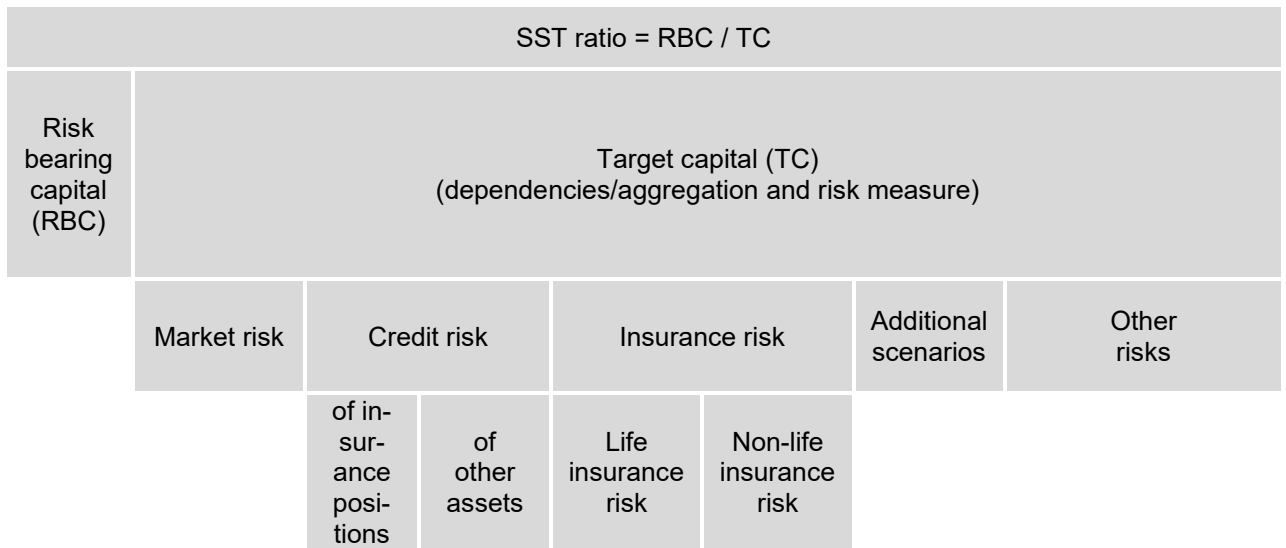 SST ratio = RBC / TC
Risk
bearing
capital
(RBC)
Target capital (TC)
(dependencies/aggregation and risk measure)
Market risk
Credit risk
Insurance risk
Additional
scenarios
Other
risks
of in-
sur-
ance
posi-
tions
of
other
assets
Life
insurance
risk
Non-life
insurance
risk